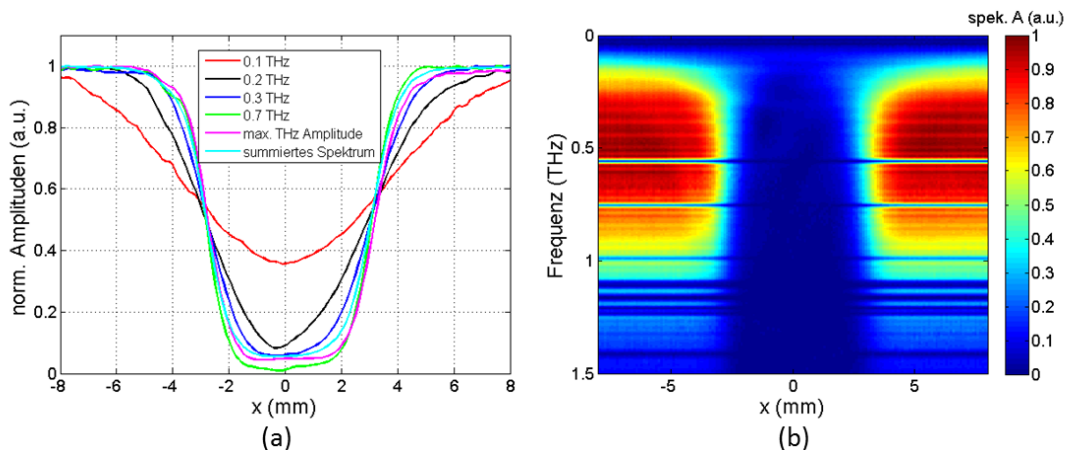 spek. A (a.u.)
1
0.8
0.6
0.4
0.2
0
norm. Amplituden (a.u.)
-8
-6
-4
-2
0
2
4
6
8
x (mm)
0.1 THz
0.2 THz
0.3 THz
0.7 THz
max. THz Amplitude
summiertes Spektrum
(a)
0
0.5
1
1.5
Frequenz (THz)
-5
0
5
x (mm)
1
0.9
0.8
0.7
0.6
0.5
0.4
0.3
0.2
0.1
0
(b)